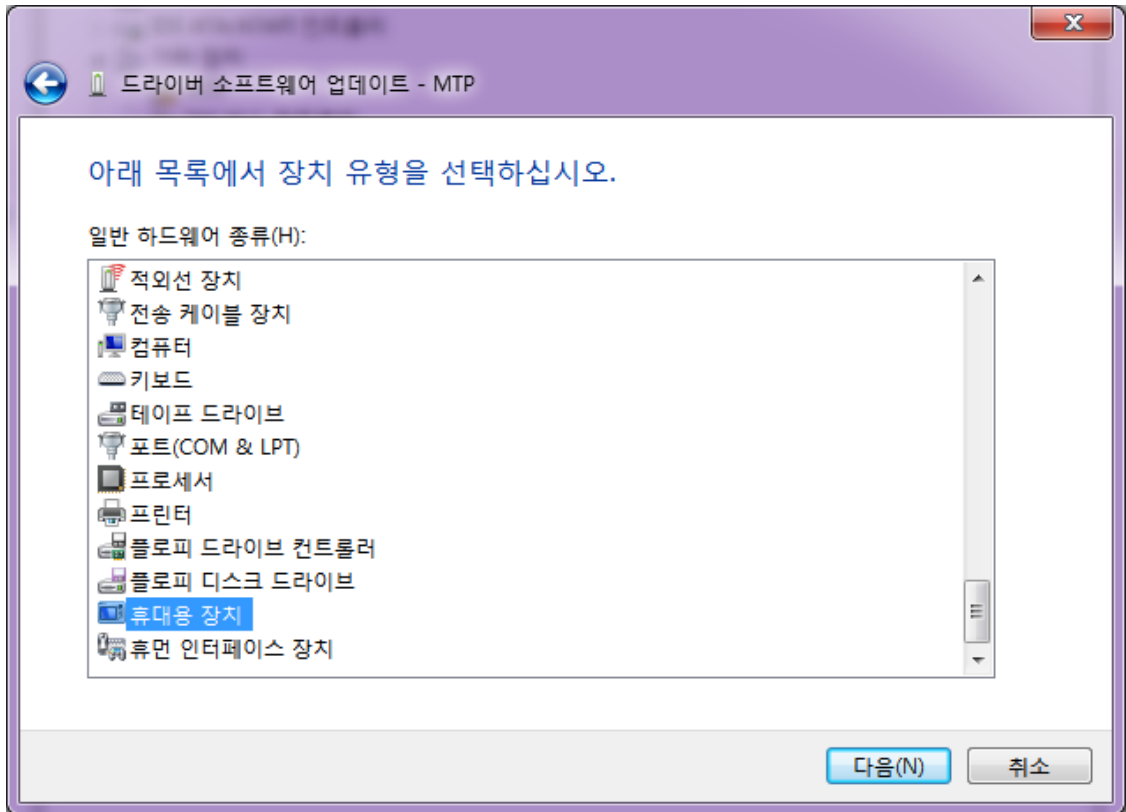 드라이버 소프트웨어 업데이트 - MTP
아래 목록에서 장치 유형을 선택하십시오.
일반 하드웨어 종류(H):
적외선 장치
전송 케이블 장치
컴퓨터
키보드
테이프 드라이브
포트(COM & LPT)
프로세서
프린터
플로피 드라이브 컨트롤러
플로피 디스크 드라이브
휴대용 장치
휴먼 인터페이스 장치
다음(N)
취소